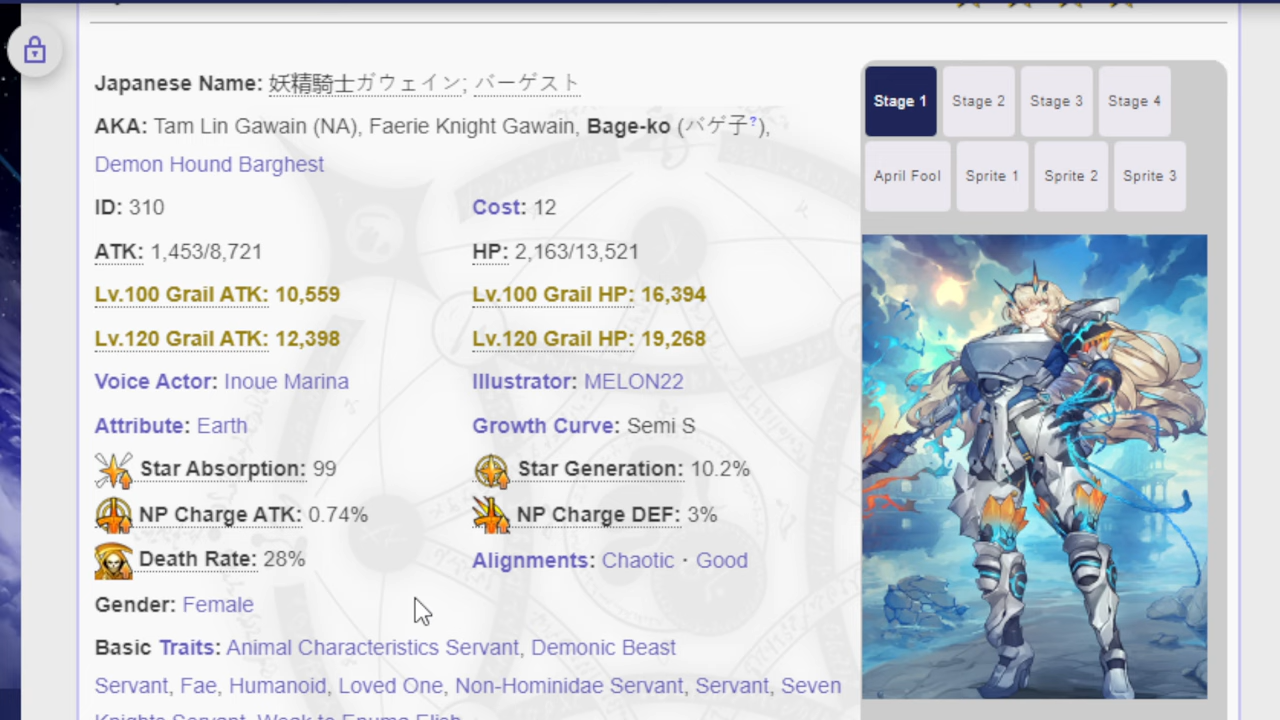 Japanese Name: 妖精騎士ガウェイン; バーゲスト
AKA: Tam Lin Gawain (NA), Faerie Knight Gawain, Bage-ko (バゲ子?),
Demon Hound Barghest
ID: 310
Cost: 12
ATK: 1,453/8,721
HP: 2,163/13,521
Lv.100 Grail ATK: 10,559
Lv.100 Grail HP: 16,394
Lv.120 Grail ATK: 12,398
Lv.120 Grail HP: 19,268
Voice Actor: Inoue Marina
Illustrator: MELON22
Attribute: Earth
Growth Curve: Semi S
Star Absorption: 99
Star Generation: 10.2%
NP Charge ATK: 0.74%
NP Charge DEF: 3%
Death Rate: 28%
Alignments: Chaotic・Good
Gender: Female
Basic Traits: Animal Characteristics Servant, Demonic Beast
Servant, Fae, Humanoid, Loved One, Non-Hominidae Servant, Servant, Seven
Knights Servant, Weak to Enuma Elish
Stage 1
Stage 2
Stage 3
Stage 4
April Fool
Sprite 1
Sprite 2
Sprite 3